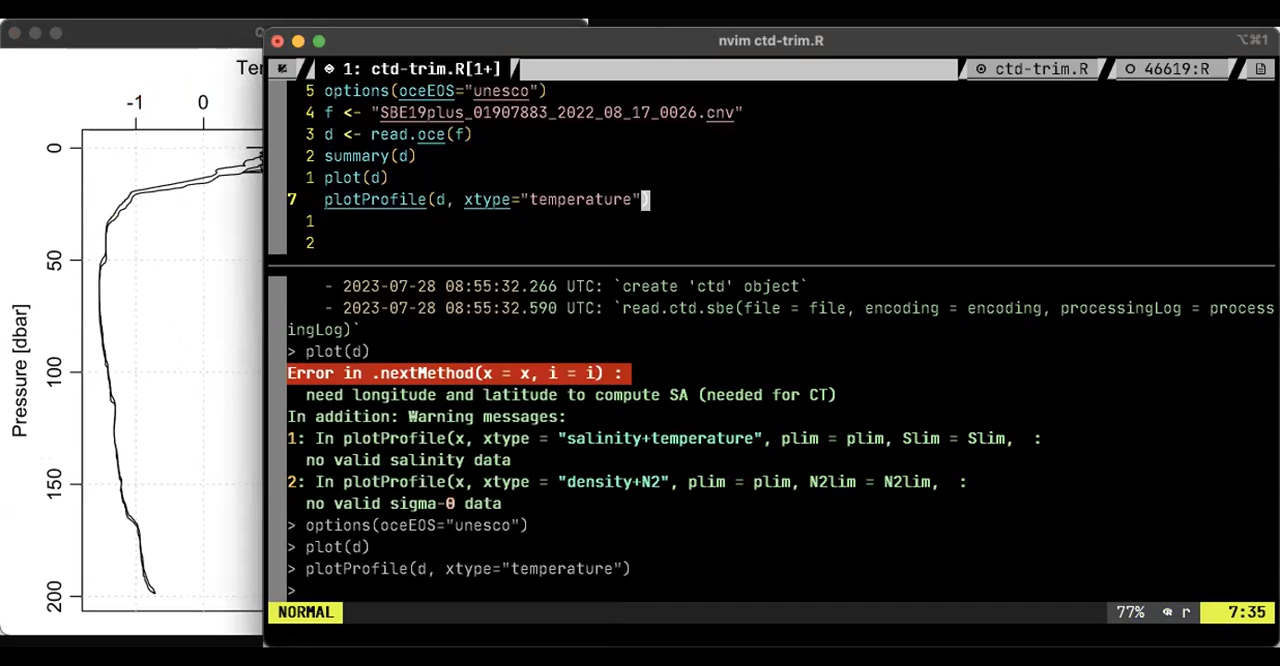 nvim ctd-trim.R
⌥⌘1
1: ctd-trim.R[1+]
ctd-trim.R
46619:R
5 options(oceEOS="unesco")
4 f <- "SBE19plus_01907883_2022_08_17_0026.cnv"
3 d <- read.oce(f)
2 summary(d)
1 plot(d)
7 plotProfile(d, xtype="temperature")
1
2
- 2023-07-28 08:55:32.266 UTC: `create 'ctd' object`
- 2023-07-28 08:55:32.590 UTC: `read.ctd.sbe(file = file, encoding = encoding, processingLog = process
ingLog)`
> plot(d)
Error in .nextMethod(x = x, i = i) :
need longitude and latitude to compute SA (needed for CT)
In addition: Warning messages:
1: In plotProfile(x, xtype = "salinity+temperature", plim = plim, Slim = Slim,  :
no valid salinity data
2: In plotProfile(x, xtype = "density+N2", plim = plim, N2lim = N2lim,  :
no valid sigma-θ data
> options(oceEOS="unesco")
> plot(d)
> plotProfile(d, xtype="temperature")
>
NORMAL
77%
r
7:35
-1
0
Pressure [dbar]
0
50
100
150
200